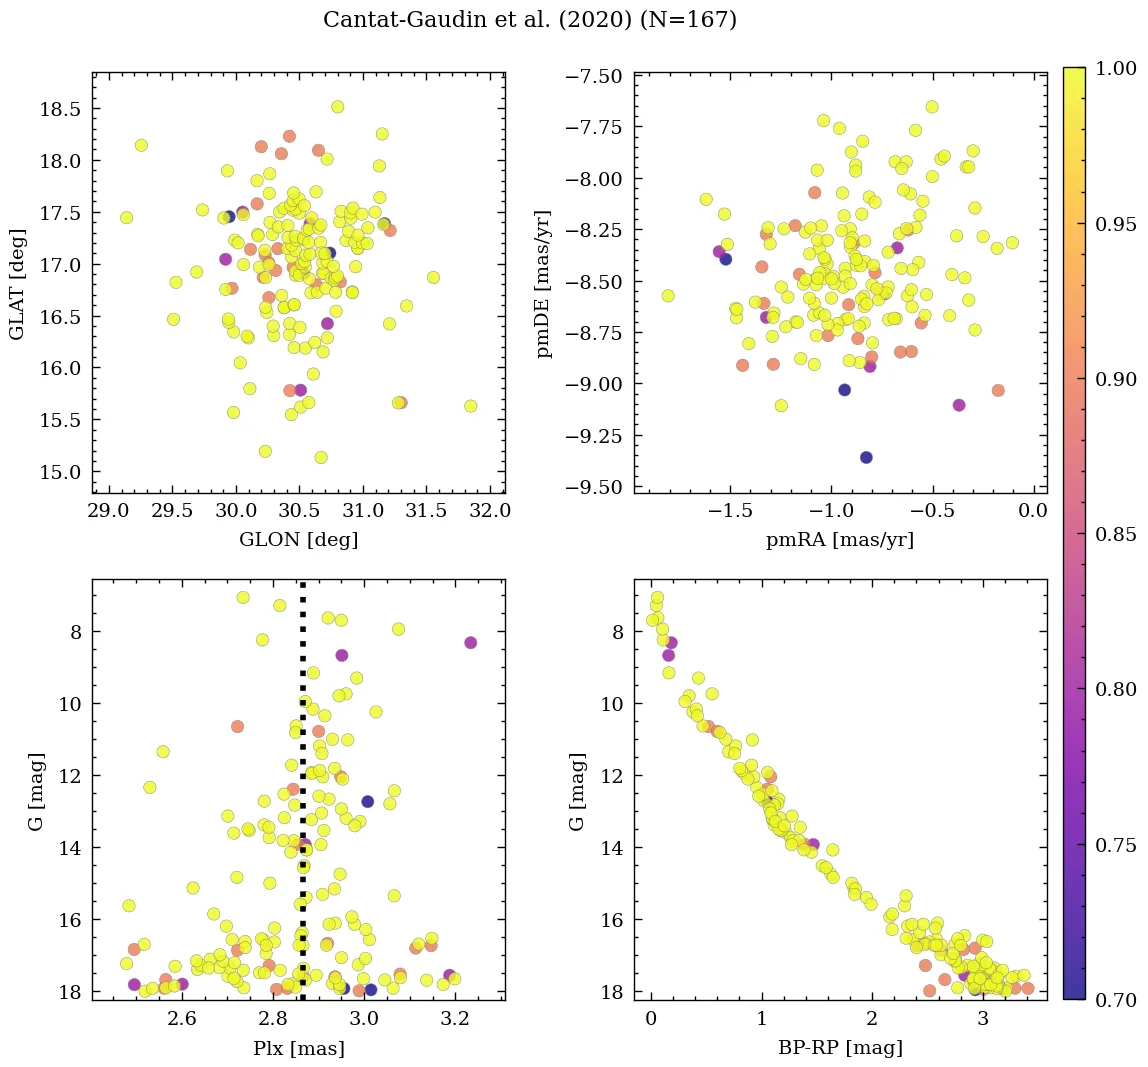 Cantat-Gaudin et al. (2020) (N=167)
18.5
18.0
17.5
17.0
16.5
16.0
15.5
15.0
GLAT [deg]
29.0 29.5 30.0 30.5 31.0 31.5 32.0
GLON [deg]
−7.50
−7.75
−8.00
−8.25
−8.50
−8.75
−9.00
−9.25
−9.50
pmDE [mas/yr]
−1.5 −1.0 −0.5 0.0
pmRA [mas/yr]
8
10
12
14
16
18
G [mag]
2.6 2.8 3.0 3.2
Plx [mas]
8
10
12
14
16
18
G [mag]
0 1 2 3
BP-RP [mag]
1.00
0.95
0.90
0.85
0.80
0.75
0.70